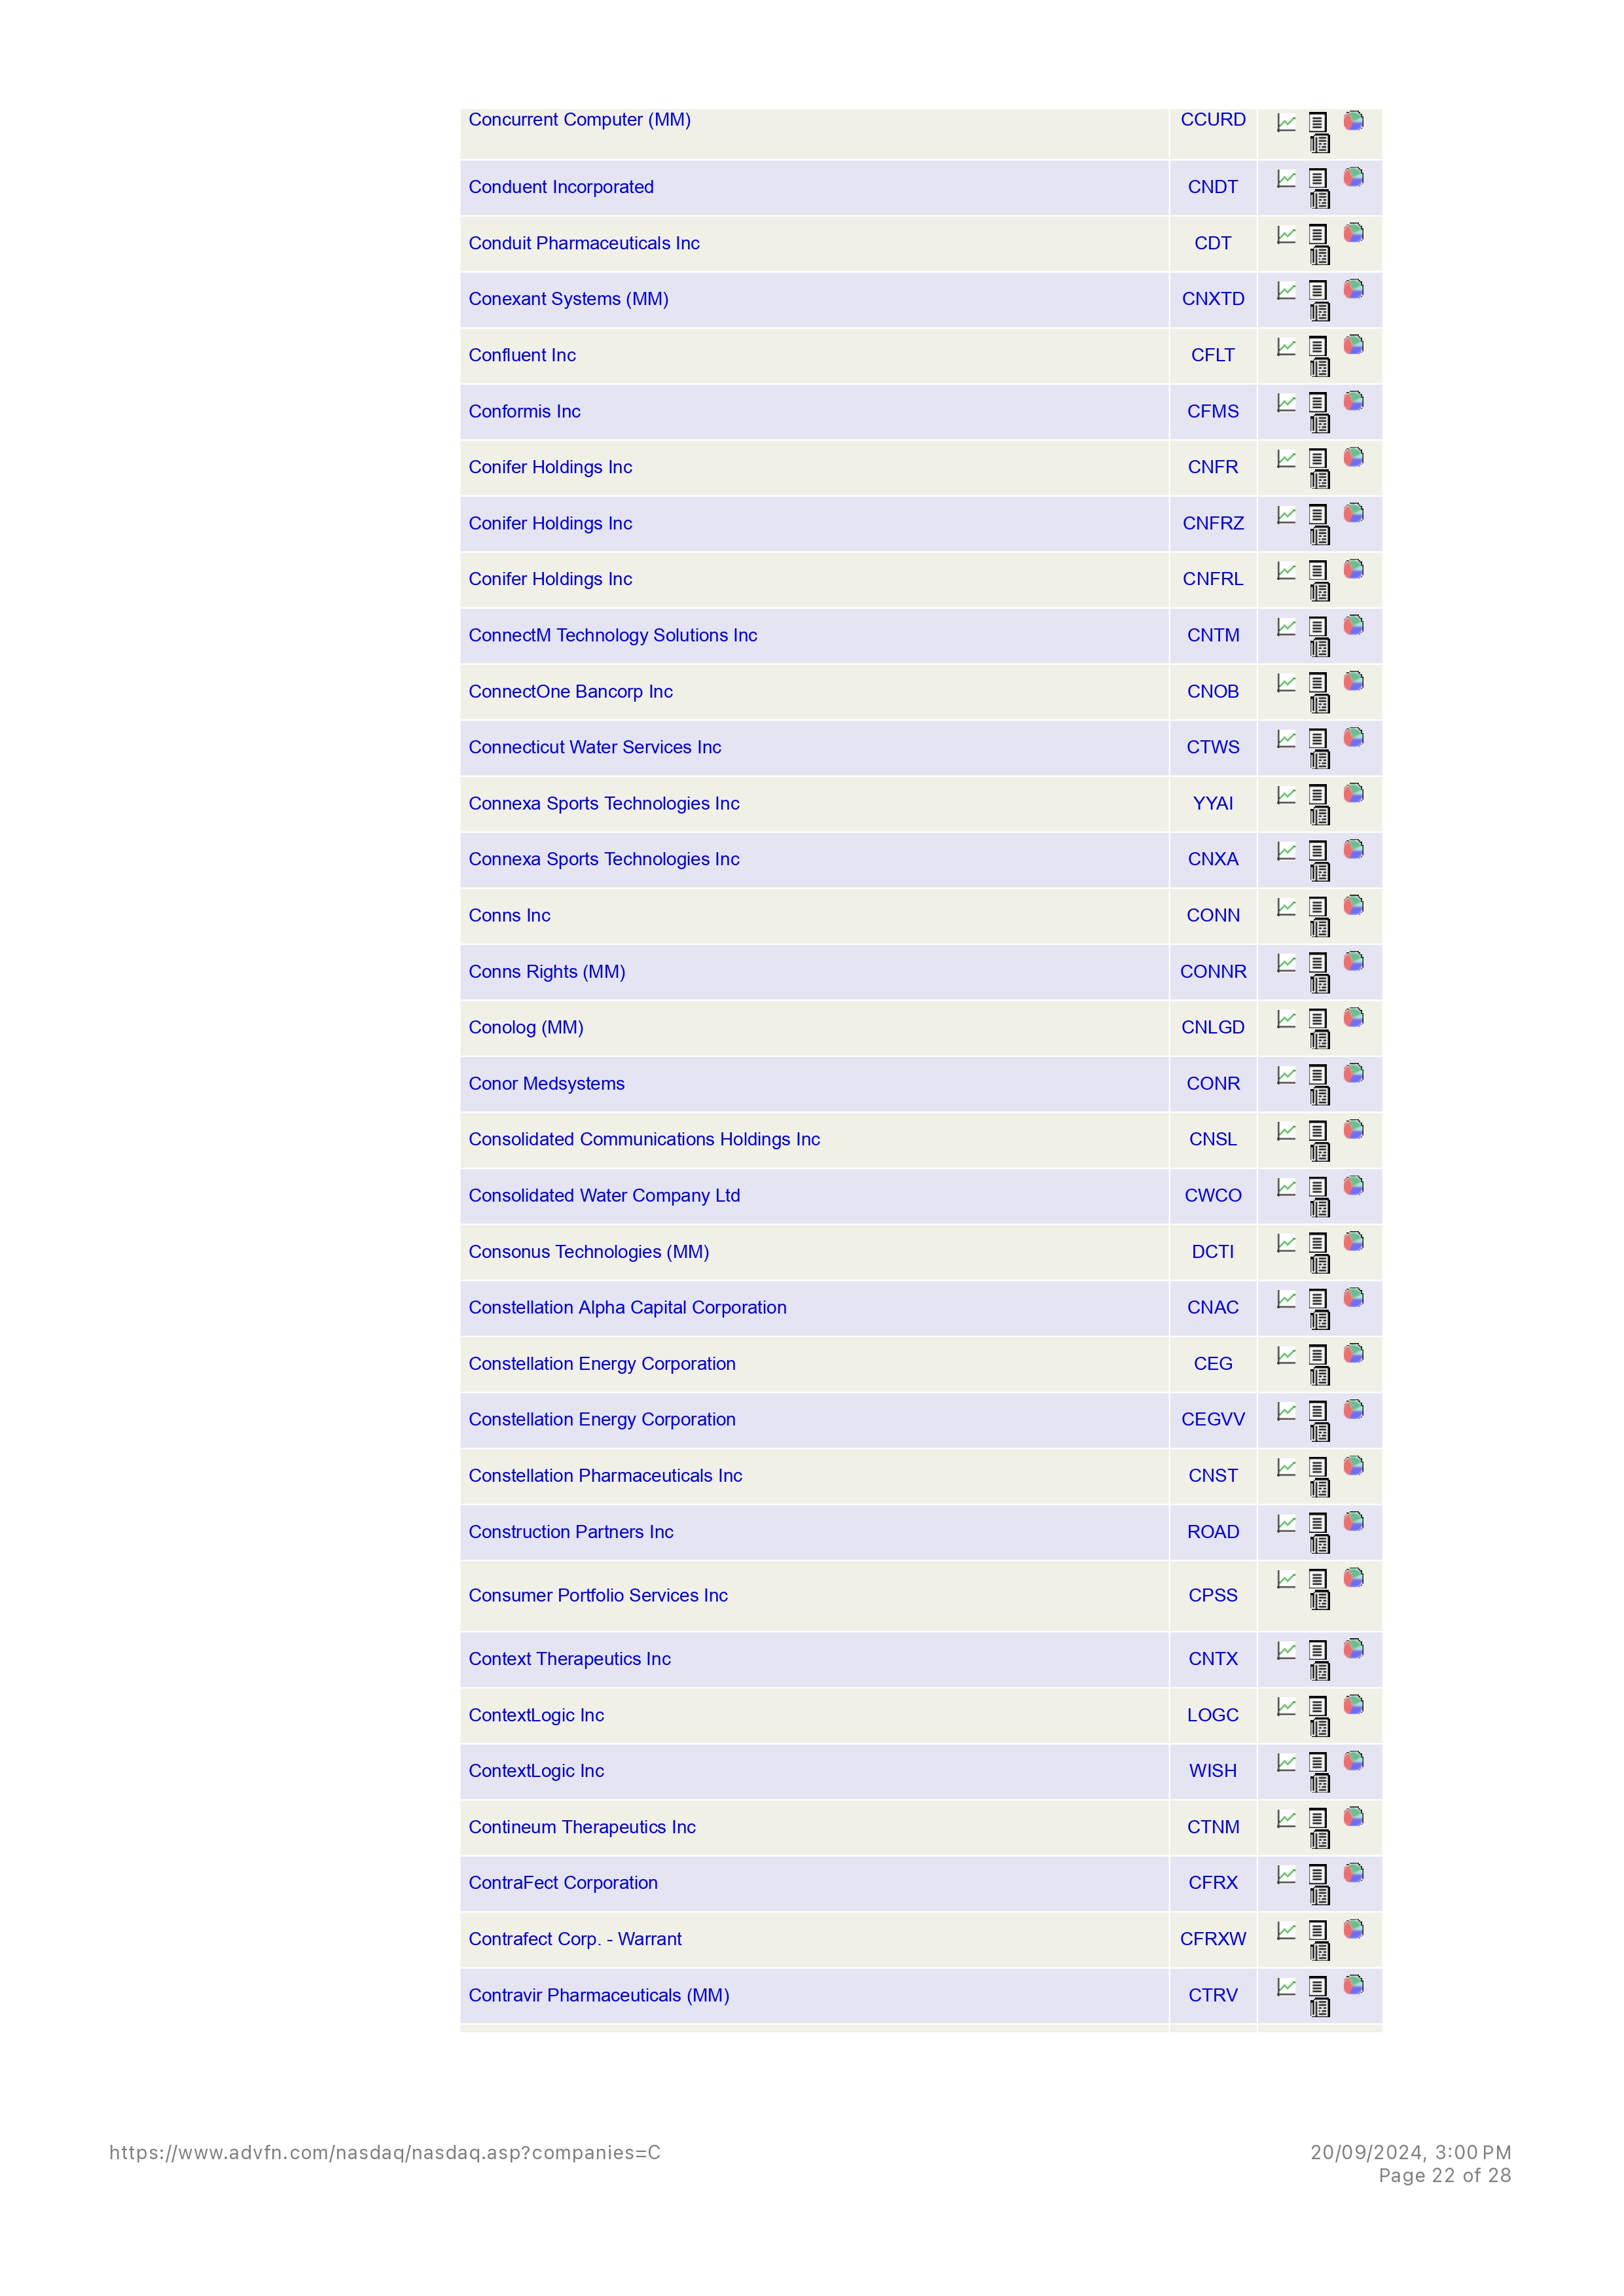 Concurrent Computer (MM) CCURD
Conduent Incorporated CNDT
Conduit Pharmaceuticals Inc CDT
Conexant Systems (MM) CNXTD
Confluent Inc CFLT
Conformis Inc CFMS
Conifer Holdings Inc CNFR
Conifer Holdings Inc CNFRZ
Conifer Holdings Inc CNFRL
ConnectM Technology Solutions Inc CNTM
ConnectOne Bancorp Inc CNOB
Connecticut Water Services Inc CTWS
Connexa Sports Technologies Inc YYAI
Connexa Sports Technologies Inc CNXA
Conns Inc CONN
Conns Rights (MM) CONNR
Conolog (MM) CNLGD
Conor Medsystems CONR
Consolidated Communications Holdings Inc CNSL
Consolidated Water Company Ltd CWCO
Consonus Technologies (MM) DCTI
Constellation Alpha Capital Corporation CNAC
Constellation Energy Corporation CEG
Constellation Energy Corporation CEGVV
Constellation Pharmaceuticals Inc CNST
Construction Partners Inc ROAD
Consumer Portfolio Services Inc CPSS
Context Therapeutics Inc CNTX
ContextLogic Inc LOGC
ContextLogic Inc WISH
Contineum Therapeutics Inc CTNM
ContraFect Corporation CFRX
Contrafect Corp. - Warrant CFRXW
Contravir Pharmaceuticals (MM) CTRV
https://www.advfn.com/nasdaq/nasdaq.asp?companies=C 20/09/2024, 3:00 PM
Page 22 of 28